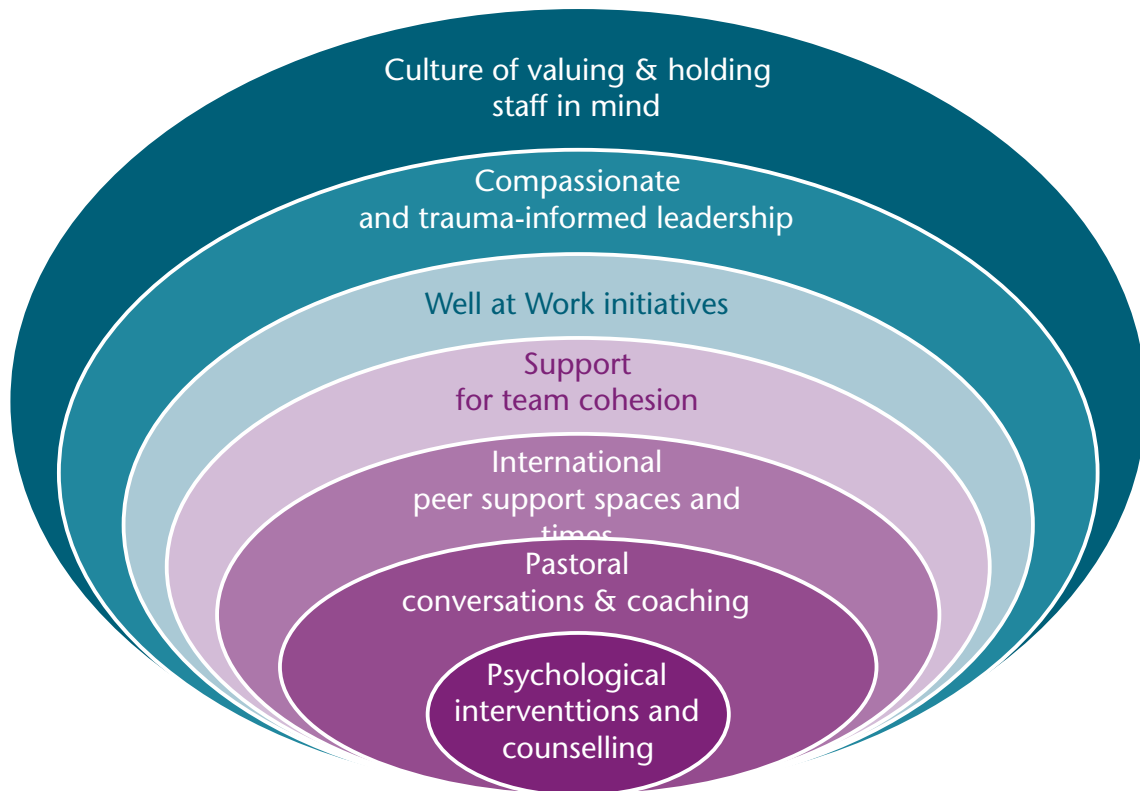 Culture of valuing & holding
staff in mind
Compassionate
and trauma-informed leadership
Well at Work initiatives
Support
for team cohesion
International
peer support spaces and
times
Pastoral
conversations & coaching
Psychological
interventtions and
counselling